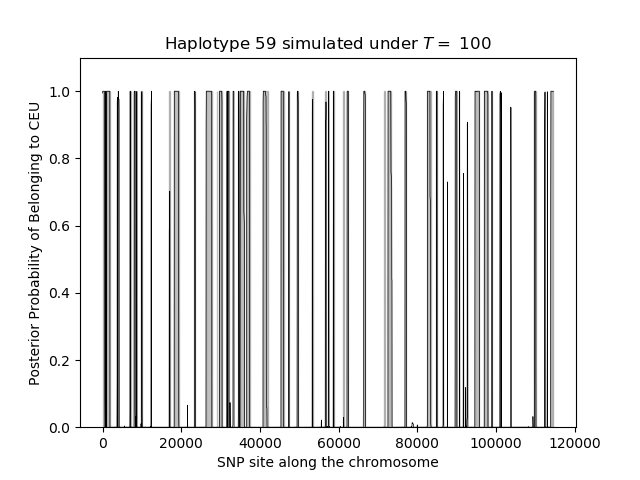 Haplotype 59 simulated under T = 100
Posterior Probability of Belonging to CEU
1.0
0.8
0.6
0.4
0.2
0.0
0 20000 40000 60000 80000 100000 120000
SNP site along the chromosome